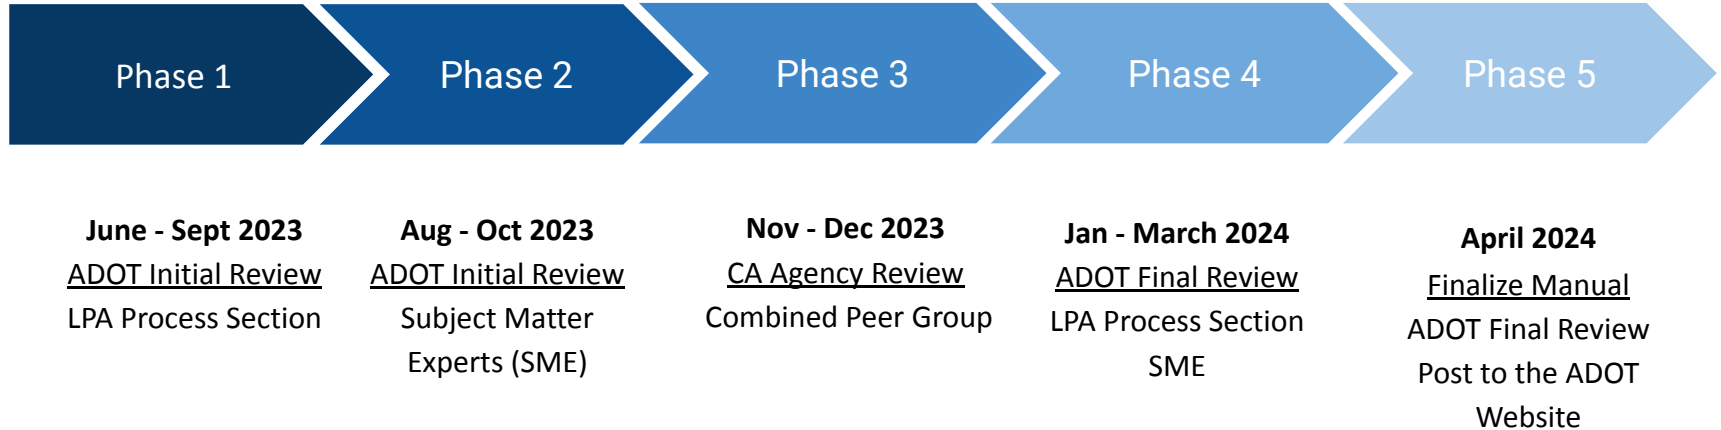 Phase 1
Phase 2
Phase 3
Phase 4
Phase 5
June - Sept 2023
ADOT Initial Review
LPA Process Section
Aug - Oct 2023
ADOT Initial Review
Subject Matter
Experts (SME)
Nov - Dec 2023
CA Agency Review
Combined Peer Group
Jan - March 2024
ADOT Final Review
LPA Process Section
SME
April 2024
Finalize Manual
ADOT Final Review
Post to the ADOT
Website